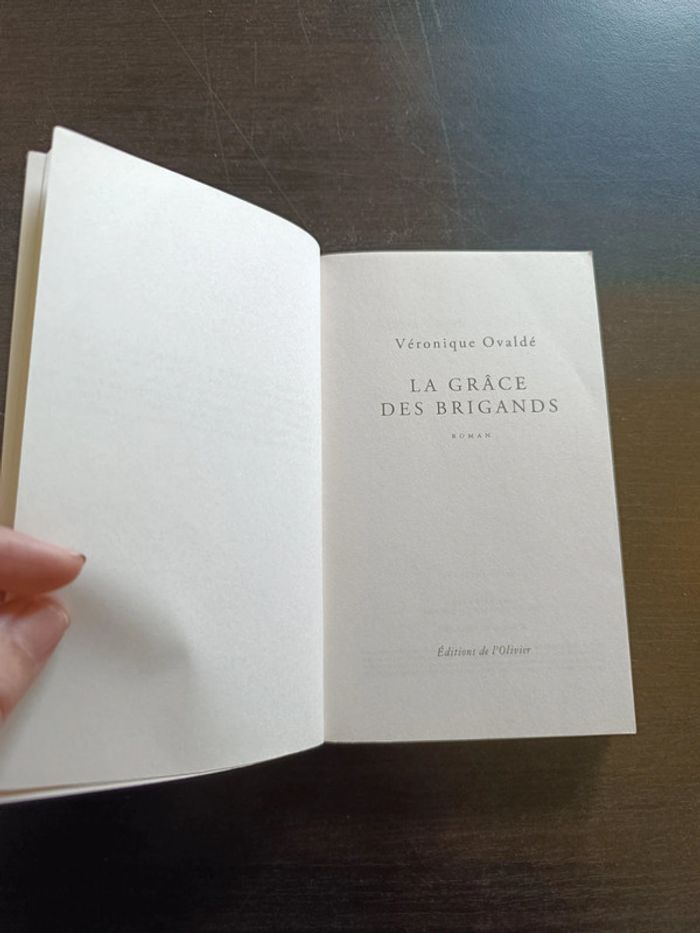 Véronique Ovaldé
LA GRÂCE
DES BRIGANDS
ROMAN
Éditions de l'Olivier